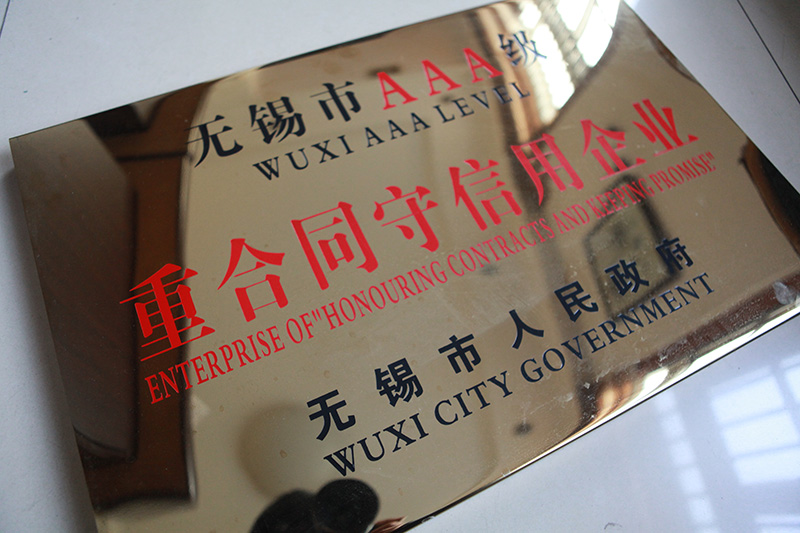 无锡市AAA级
WUXI AAA LEVEL
重合同守信用企业
ENTERPRISE OF"HONOURING CONTRACTS AND KEEPING PROMISE"
无锡市人民政府
WUXI CITY GOVERNMENT